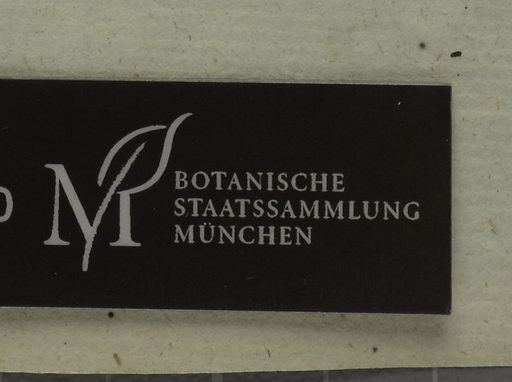 BOTANISCHE
STAATSSAMMLUNG
MÜNCHEN